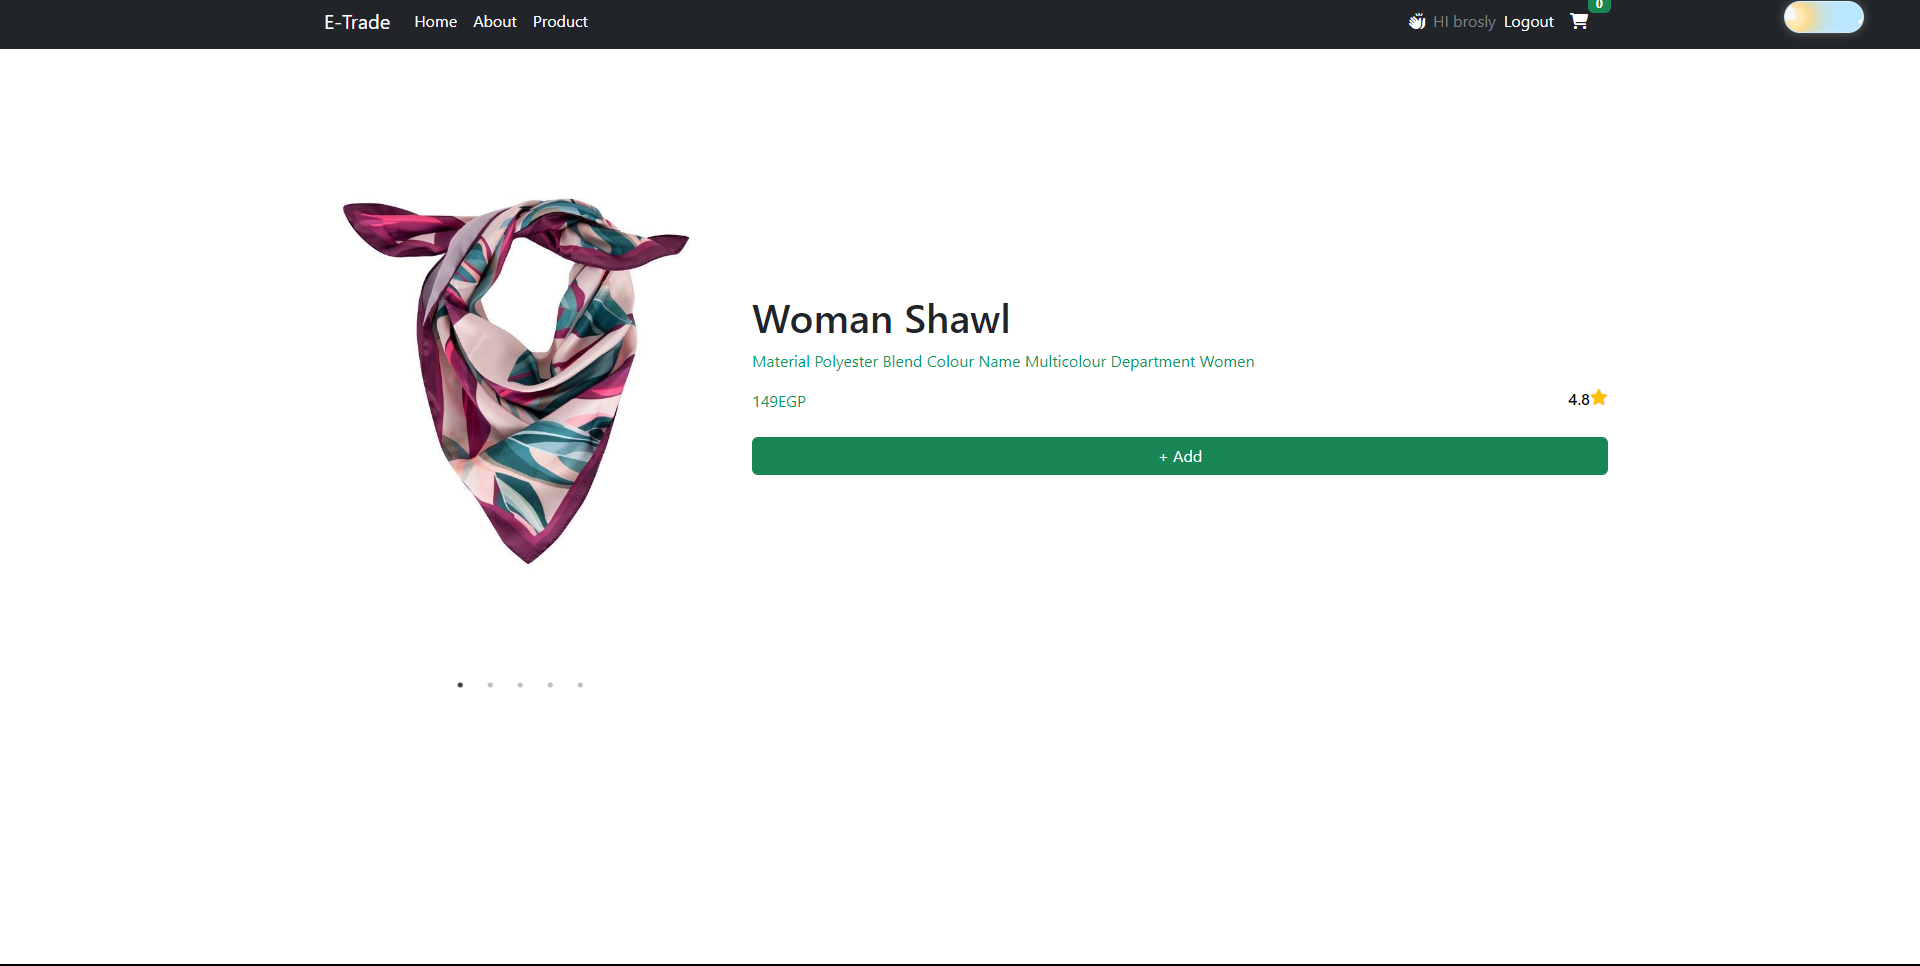 E-Trade Home About Product HI brosly Logout 0
Woman Shawl
Material Polyester Blend Colour Name Multicolour Department Women
149EGP 4.8
+ Add